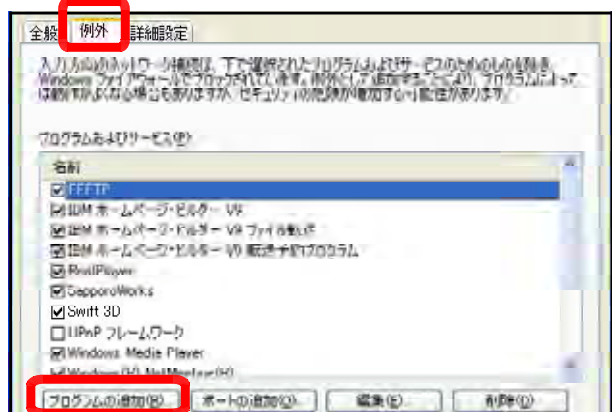 全般 例外 詳細設定
入力方向のネットワーク接続は、下で選択されたプログラムおよびサービスのためのものを除き、
Windows ファイアウォールでブロックされています。例外として追加することにより、プログラムによって
は動作がよくなる場合もありますが、セキュリティの危険が増加する可能性があります。
プログラムおよびサービス(P):
名前
FFFTP
IBM ホームページ・ビルダー V9
IBM ホームページ・ビルダー V9 ファイル転送
IBM ホームページ・ビルダー V9 転送予約プログラム
RealPlayer
SapporoWorks
Swift 3D
UPnP フレームワーク
Windows Media Player
Windows(R) NetMeeting(R)
プログラムの追加(R)... ポートの追加(O)... 編集(E)... 削除(D)